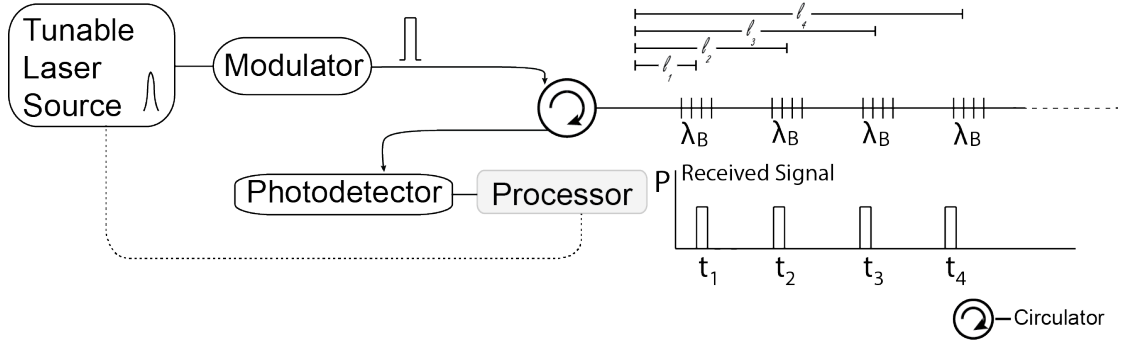 Tunable
Laser
Source
Modulator
ℓ4
ℓ3
ℓ2
ℓ1
λB λB λB λB
Photodetector
Processor
P
Received Signal
t1 t2 t3 t4
Circulator